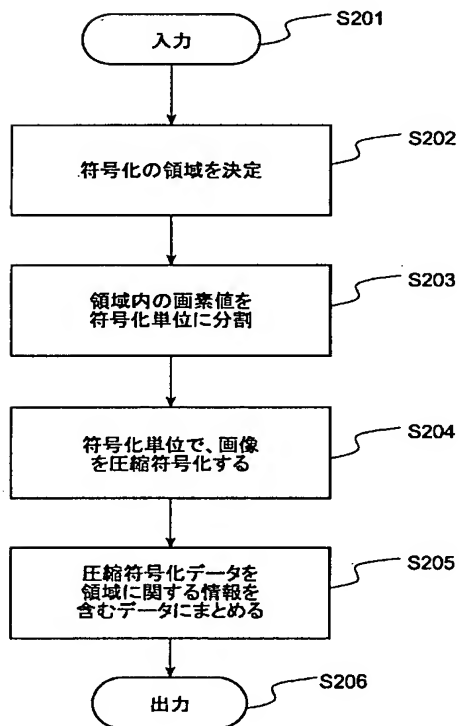 S201
入力
S202
符号化の領域を決定
S203
領域内の画素値を
符号化単位に分割
S204
符号化単位で、画像
を圧縮符号化する
S205
圧縮符号化データを
領域に関する情報を
含むデータにまとめる
S206
出力